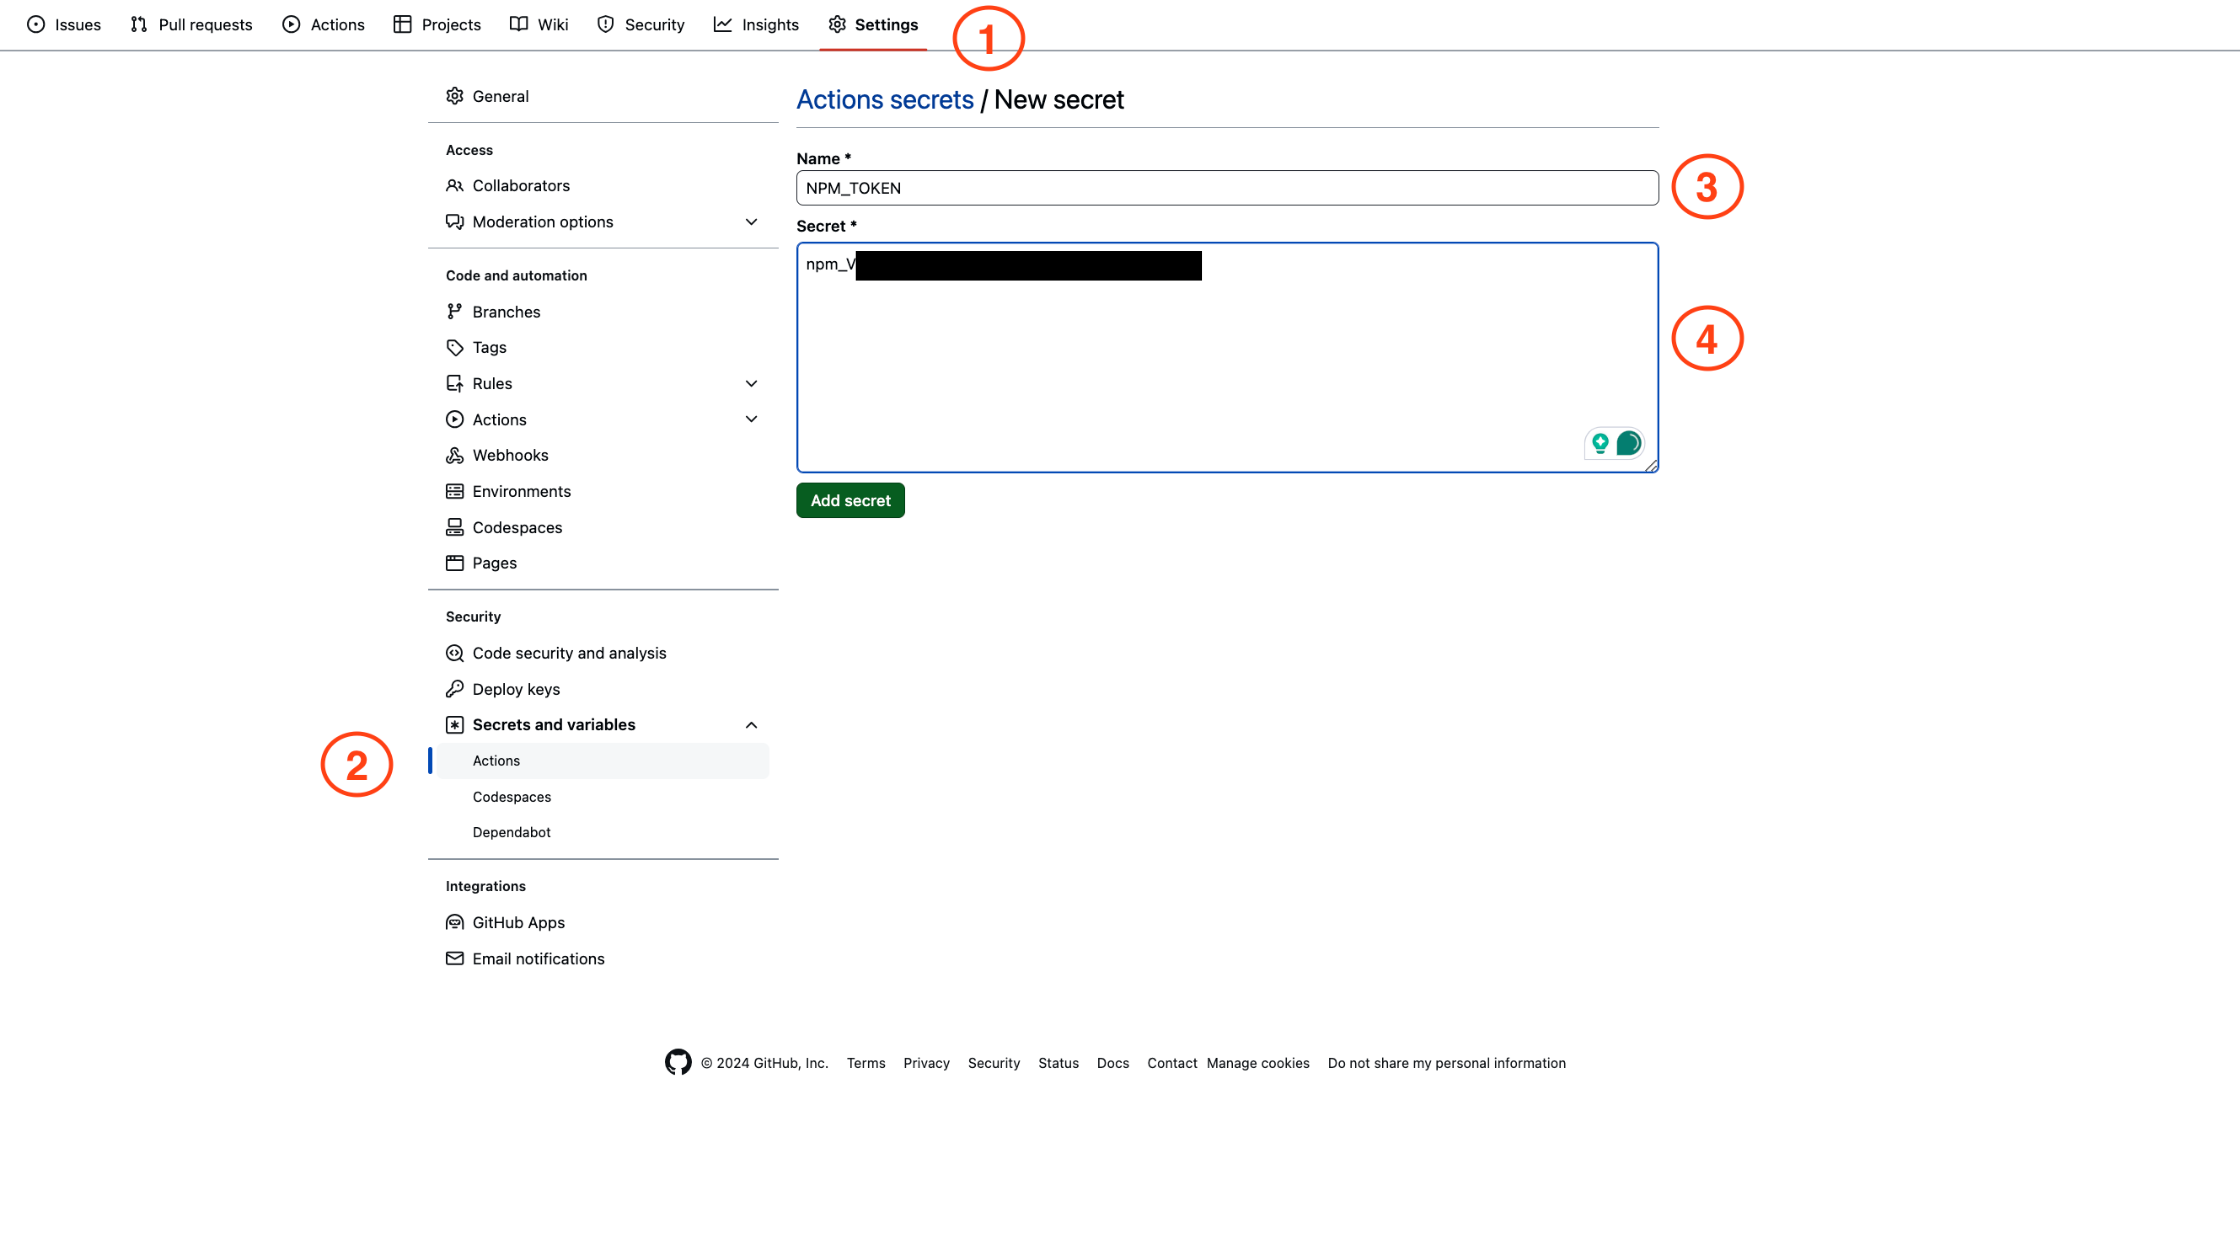 Issues Pull requests Actions Projects Wiki Security Insights Settings 1
General
Access
Collaborators
Moderation options
Code and automation
Branches
Tags
Rules
Actions
Webhooks
Environments
Codespaces
Pages
Security
Code security and analysis
Deploy keys
Secrets and variables
2
Actions
Codespaces
Dependabot
Integrations
GitHub Apps
Email notifications
Actions secrets / New secret
Name *
NPM_TOKEN
3
Secret *
npm_V
4
Add secret
© 2024 GitHub, Inc. Terms Privacy Security Status Docs Contact Manage cookies Do not share my personal information